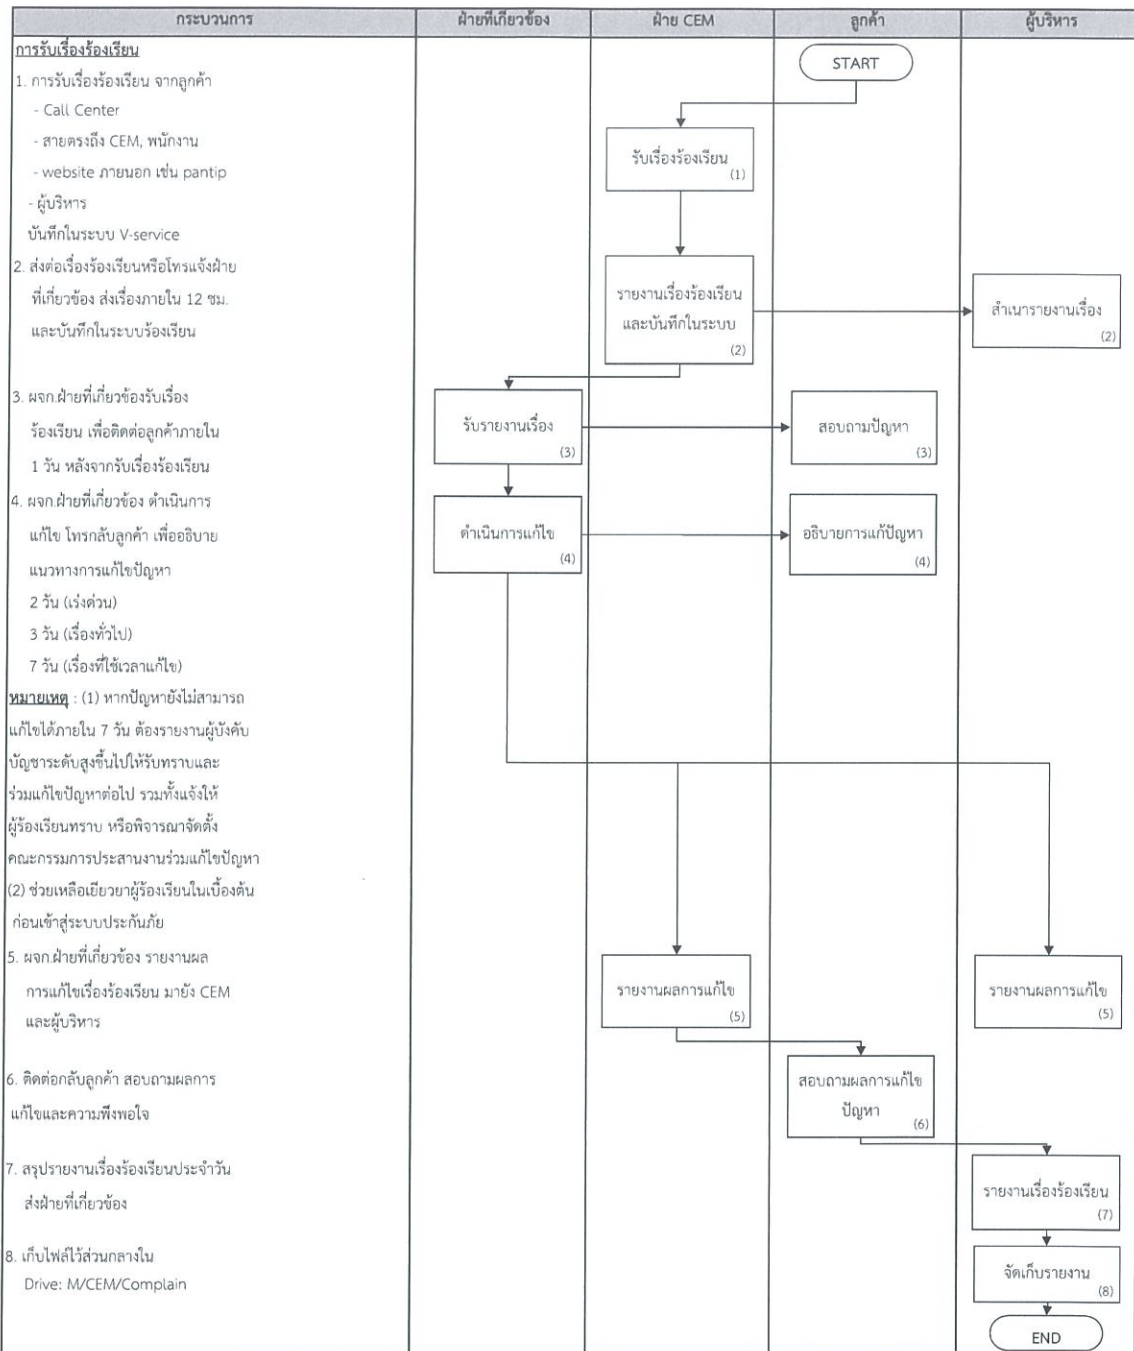 กระบวนการ
ฝ่ายที่เกี่ยวข้อง
ฝ่าย CEM
ลูกค้า
ผู้บริหาร
การรับเรื่องร้องเรียน
1. การรับเรื่องร้องเรียน จากลูกค้า
- Call Center
- สายตรงถึง CEM, พนักงาน
- website ภายนอก เช่น pantip
- ผู้บริหาร
บันทึกในระบบ V-service
2. ส่งต่อเรื่องร้องเรียนหรือโทรแจ้งฝ่าย
ที่เกี่ยวข้อง ส่งเรื่องภายใน 12 ชม.
และบันทึกในระบบร้องเรียน
3. ผจก.ฝ่ายที่เกี่ยวข้องรับเรื่อง
ร้องเรียน เพื่อติดต่อลูกค้าภายใน
1 วัน หลังจากรับเรื่องร้องเรียน
4. ผจก.ฝ่ายที่เกี่ยวข้อง ดำเนินการ
แก้ไข โทรกลับลูกค้า เพื่ออธิบาย
แนวทางการแก้ไขปัญหา
2 วัน (เร่งด่วน)
3 วัน (เรื่องทั่วไป)
7 วัน (เรื่องที่ใช้เวลาแก้ไข)
หมายเหตุ : (1) หากปัญหายังไม่สามารถ
แก้ไขได้ภายใน 7 วัน ต้องรายงานผู้บังคับ
บัญชาระดับสูงขึ้นไปให้รับทราบและ
ร่วมแก้ไขปัญหาต่อไป รวมทั้งแจ้งให้
ผู้ร้องเรียนทราบ หรือพิจารณาจัดตั้ง
คณะกรรมการประสานงานร่วมแก้ไขปัญหา
(2) ช่วยเหลือเยียวยาผู้ร้องเรียนในเบื้องต้น
ก่อนเข้าสู่ระบบประกันภัย
5. ผจก.ฝ่ายที่เกี่ยวข้อง รายงานผล
การแก้ไขเรื่องร้องเรียน มายัง CEM
และผู้บริหาร
6. ติดต่อกลับลูกค้า สอบถามผลการ
แก้ไขและความพึงพอใจ
7. สรุปรายงานเรื่องร้องเรียนประจำวัน
ส่งฝ่ายที่เกี่ยวข้อง
8. เก็บไฟล์ไว้ส่วนกลางใน
Drive: M/CEM/Complain
START
รับเรื่องร้องเรียน
(1)
รายงานเรื่องร้องเรียน
และบันทึกในระบบ
(2)
สำเนารายงานเรื่อง
(2)
รับรายงานเรื่อง
(3)
สอบถามปัญหา
(3)
ดำเนินการแก้ไข
(4)
อธิบายการแก้ปัญหา
(4)
รายงานผลการแก้ไข
(5)
รายงานผลการแก้ไข
(5)
สอบถามผลการแก้ไข
ปัญหา
(6)
รายงานเรื่องร้องเรียน
(7)
จัดเก็บรายงาน
(8)
END